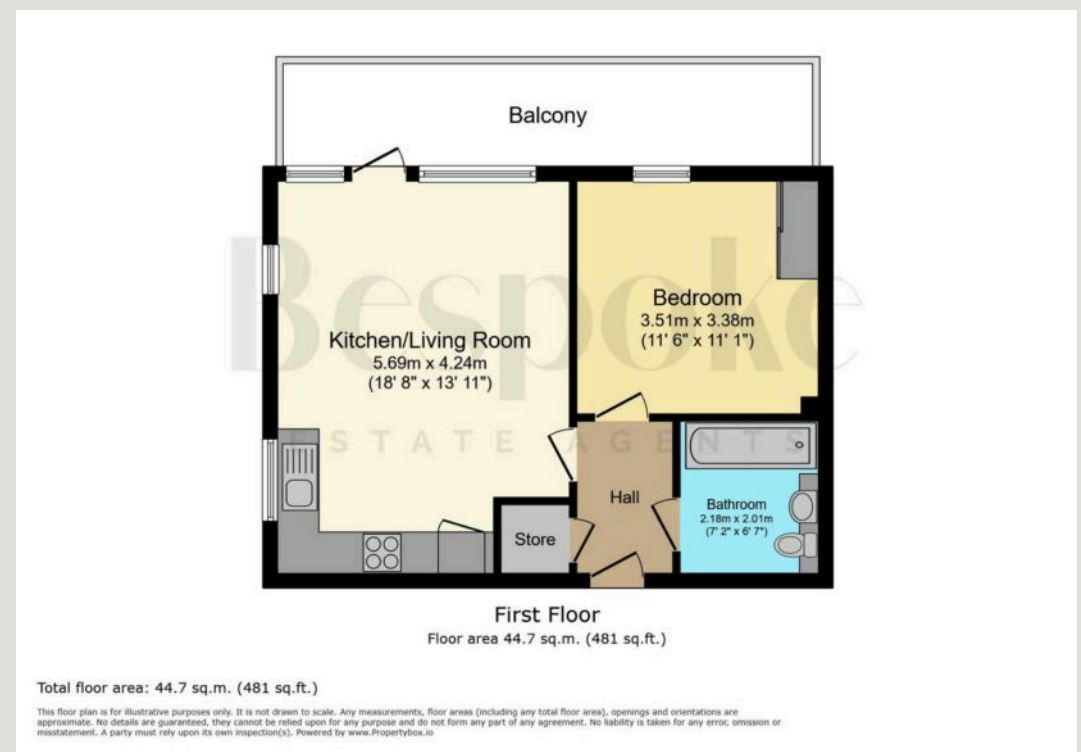 Balcony
Bespoke
ESTATE AGENTS
Bedroom
3.51m x 3.38m
(11' 6" x 11' 1")
Kitchen/Living Room
5.69m x 4.24m
(18' 8" x 13' 11")
Hall
Bathroom
2.18m x 2.01m
(7' 2" x 6' 7")
Store
First Floor
Floor area 44.7 sq.m. (481 sq.ft.)
Total floor area: 44.7 sq.m. (481 sq.ft.)
This floor plan is for illustrative purposes only. It is not drawn to scale. Any measurements, floor areas (including any total floor area), openings and orientations are
approximate. No details are guaranteed, they cannot be relied upon for any purpose and do not form any part of any agreement. No liability is taken for any error, omission or
misstatement. A party must rely upon its own inspection(s). Powered by www.Propertybox.io